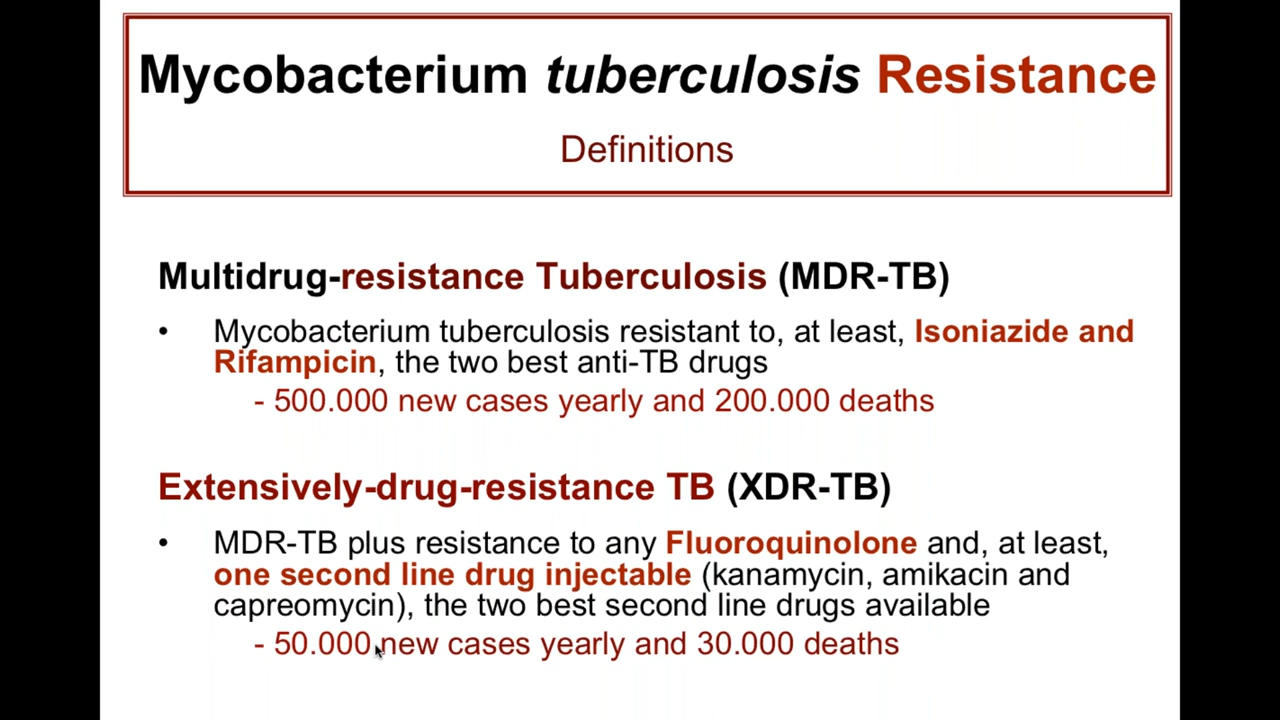 Mycobacterium tuberculosis Resistance
Definitions
Multidrug-resistance Tuberculosis (MDR-TB)
• Mycobacterium tuberculosis resistant to, at least, Isoniazide and
Rifampicin, the two best anti-TB drugs
- 500.000 new cases yearly and 200.000 deaths
Extensively-drug-resistance TB (XDR-TB)
• MDR-TB plus resistance to any Fluoroquinolone and, at least,
one second line drug injectable (kanamycin, amikacin and
capreomycin), the two best second line drugs available
- 50.000 new cases yearly and 30.000 deaths